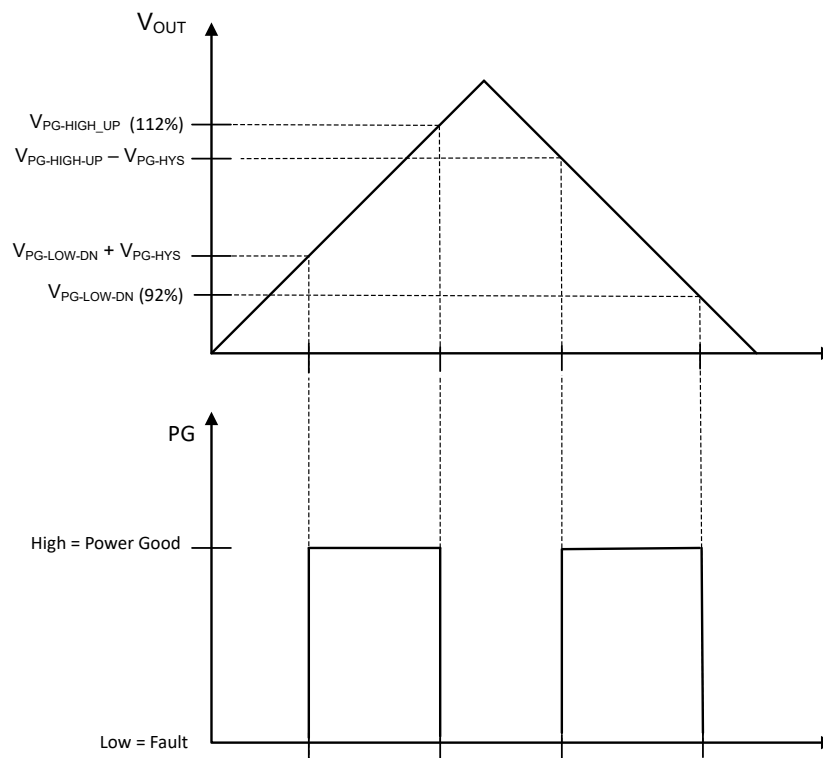 VOUT
VPG-HIGH_UP (112%)
VPG-HIGH-UP – VPG-HYS
VPG-LOW-DN + VPG-HYS
VPG-LOW-DN (92%)
PG
High = Power Good
Low = Fault